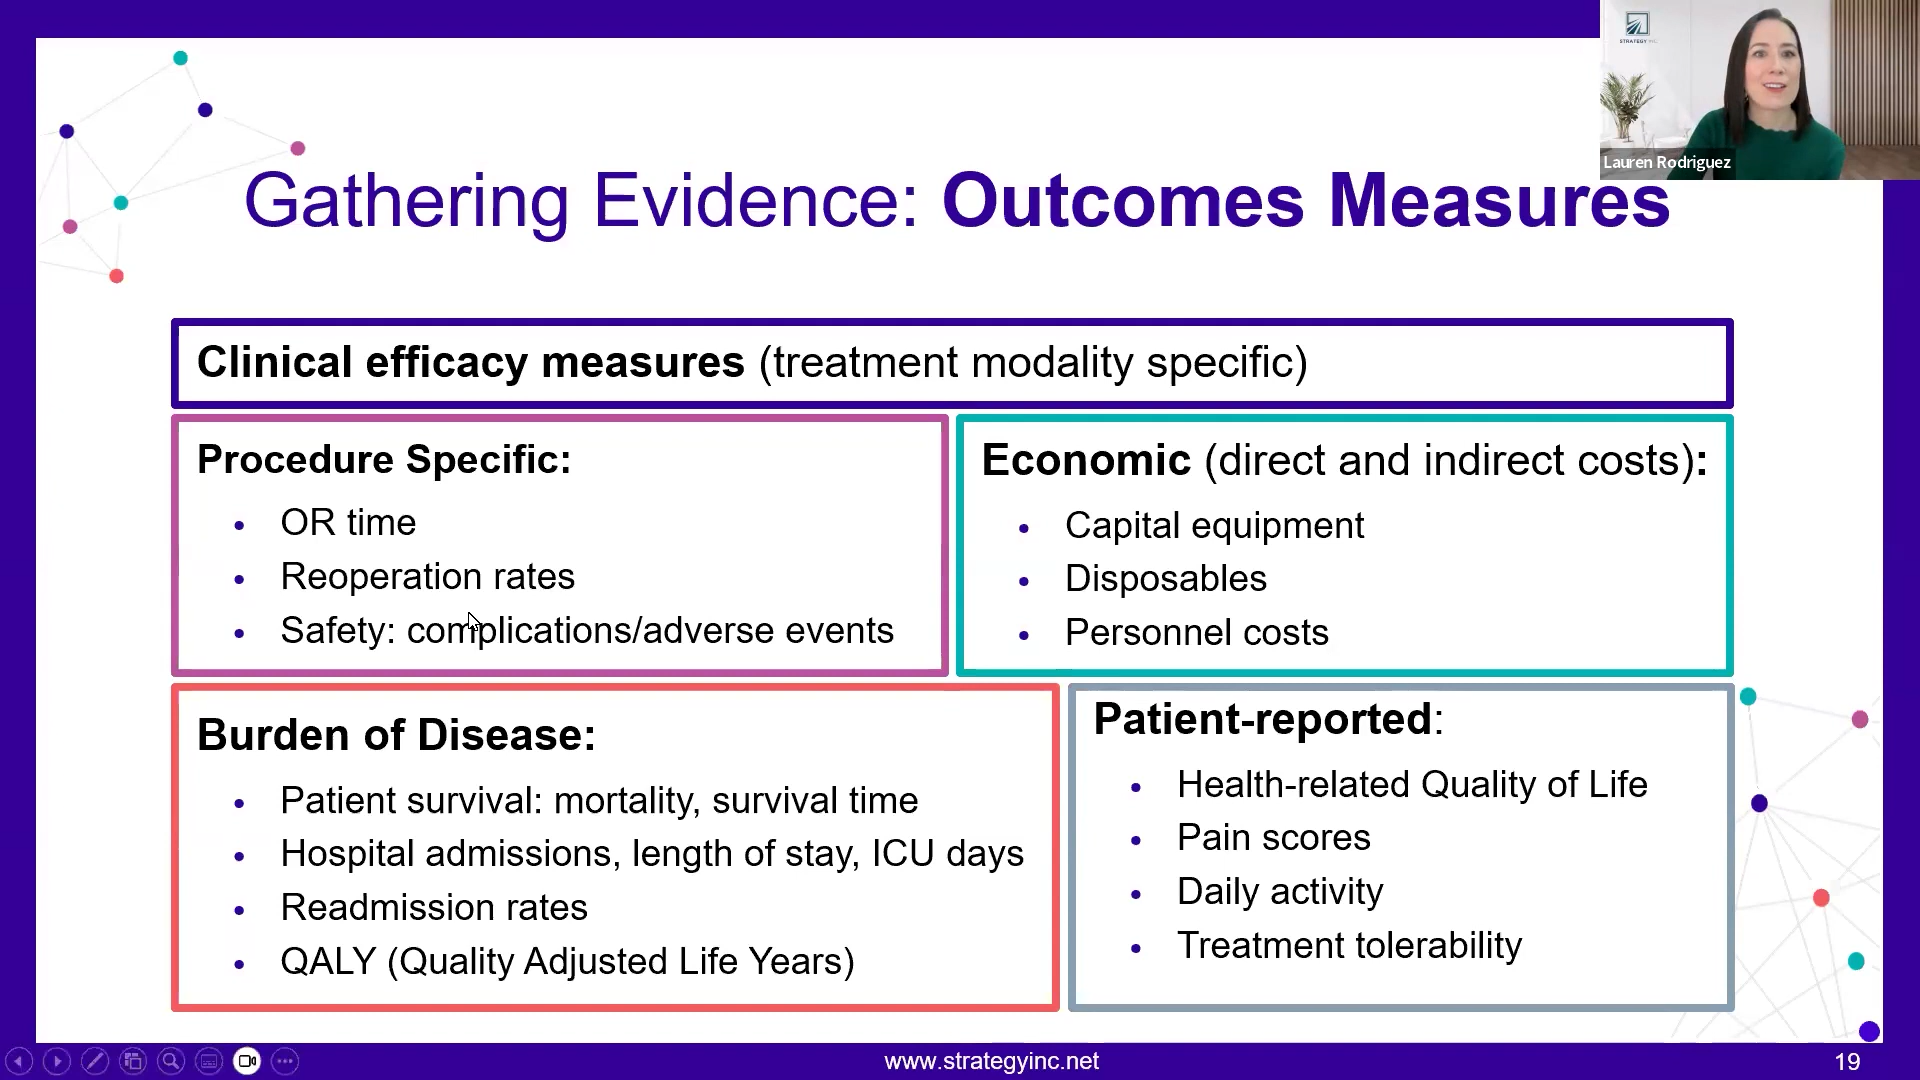 STRATEGY INC
Lauren Rodriguez
Gathering Evidence: Outcomes Measures
Clinical efficacy measures (treatment modality specific)
Procedure Specific:
• OR time
• Reoperation rates
• Safety: complications/adverse events
Economic (direct and indirect costs):
• Capital equipment
• Disposables
• Personnel costs
Burden of Disease:
• Patient survival: mortality, survival time
• Hospital admissions, length of stay, ICU days
• Readmission rates
• QALY (Quality Adjusted Life Years)
Patient-reported:
• Health-related Quality of Life
• Pain scores
• Daily activity
• Treatment tolerability
www.strategyinc.net
19